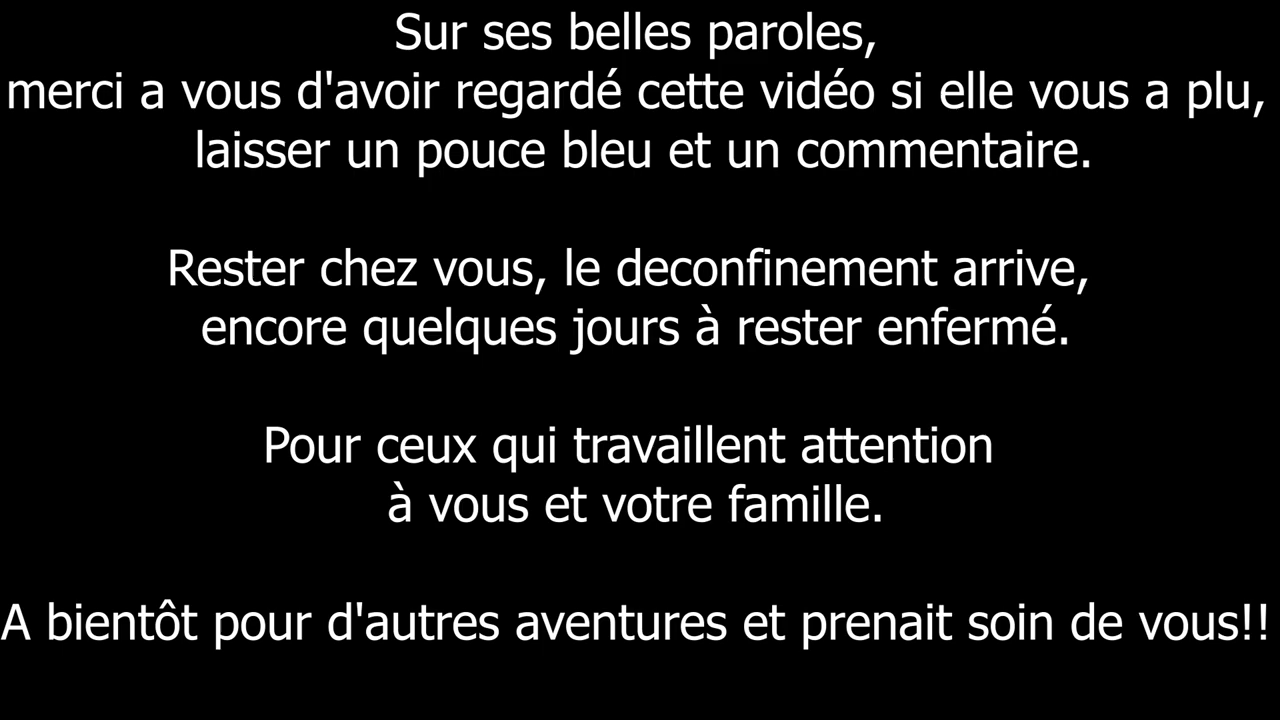 Sur ses belles paroles,
merci a vous d'avoir regardé cette vidéo si elle vous a plu,
laisser un pouce bleu et un commentaire.
Rester chez vous, le deconfinement arrive,
encore quelques jours à rester enfermé.
Pour ceux qui travaillent attention
à vous et votre famille.
A bientôt pour d'autres aventures et prenait soin de vous!!